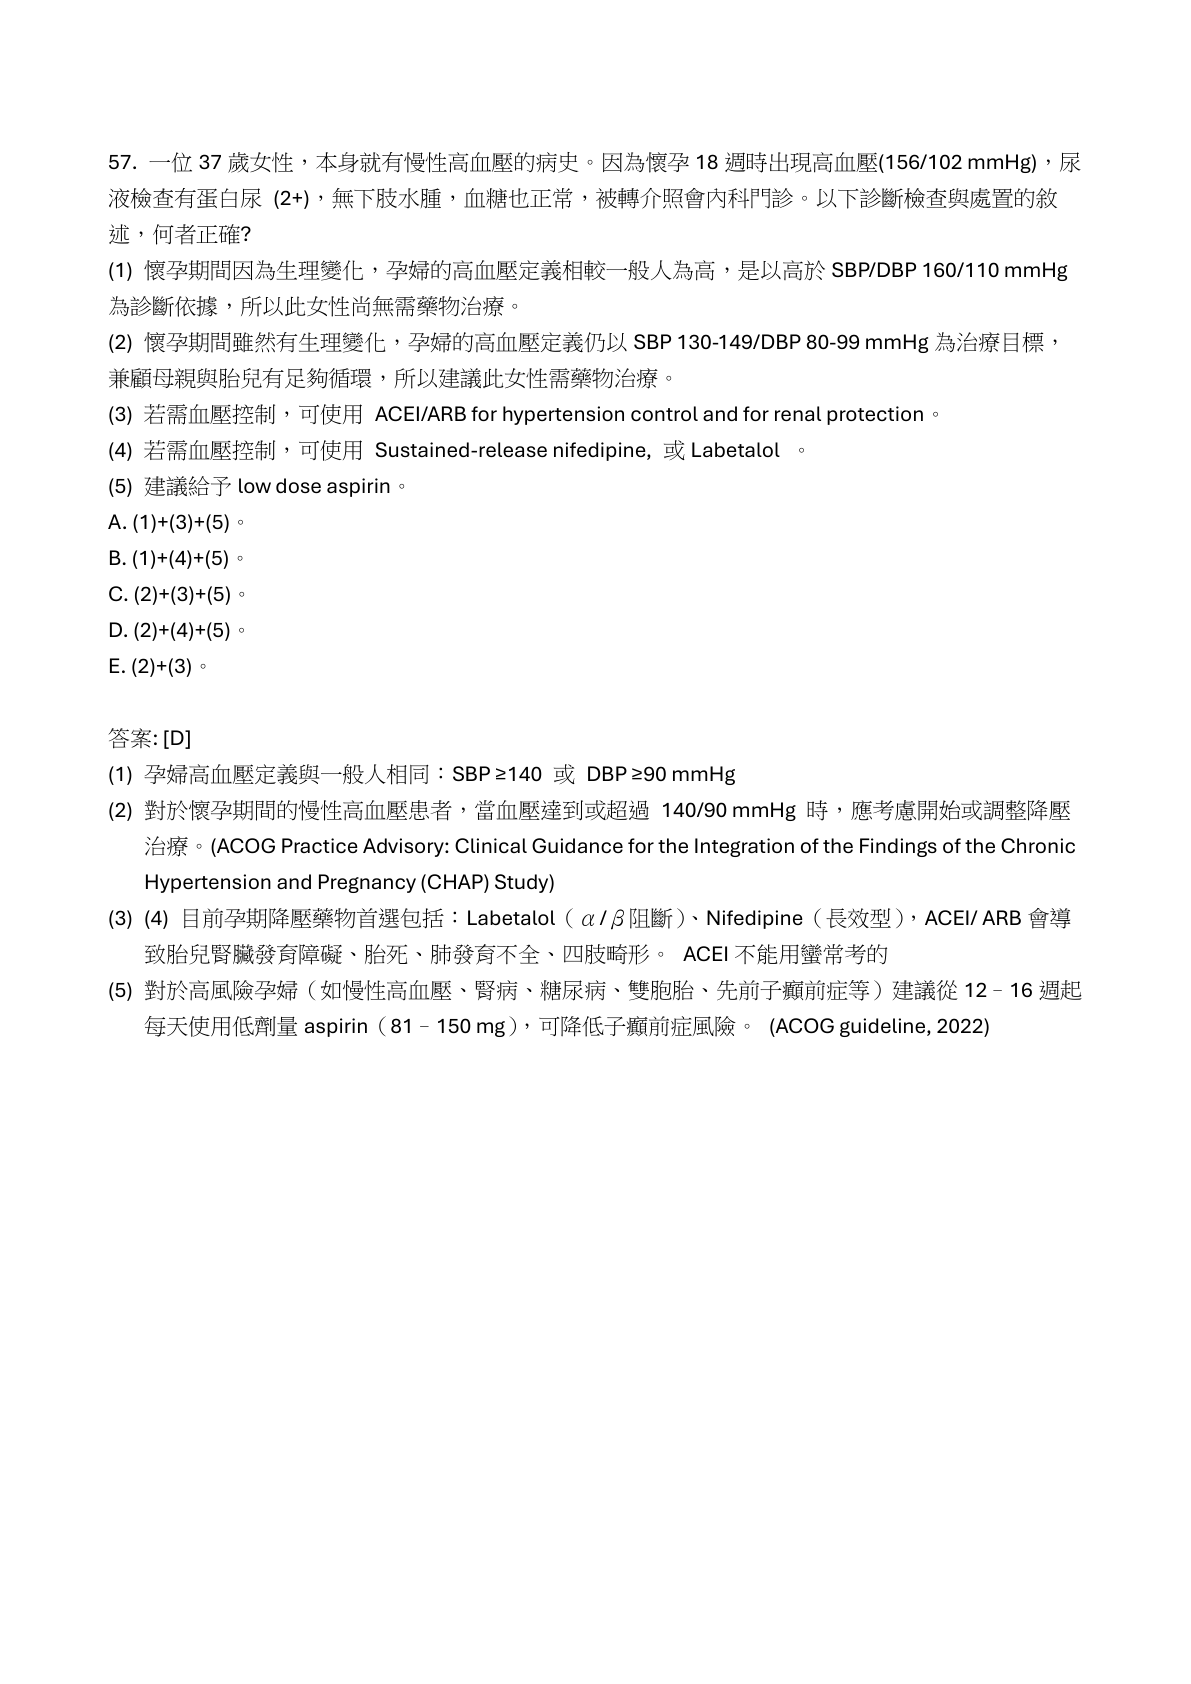 57. 一位 37 歲女性，本身就有慢性高血壓的病史。因為懷孕 18 週時出現高血壓(156/102 mmHg)，尿
液檢查有蛋白尿 (2+)，無下肢水腫，血糖也正常，被轉介照會內科門診。以下診斷檢查與處置的敘
述，何者正確?
(1) 懷孕期間因為生理變化，孕婦的高血壓定義相較一般人為高，是以高於 SBP/DBP 160/110 mmHg
為診斷依據，所以此女性尚無需藥物治療。
(2) 懷孕期間雖然有生理變化，孕婦的高血壓定義仍以 SBP 130-149/DBP 80-99 mmHg 為治療目標，
兼顧母親與胎兒有足夠循環，所以建議此女性需藥物治療。
(3) 若需血壓控制，可使用 ACEI/ARB for hypertension control and for renal protection。
(4) 若需血壓控制，可使用 Sustained-release nifedipine, 或 Labetalol 。
(5) 建議給予 low dose aspirin。
A. (1)+(3)+(5)。
B. (1)+(4)+(5)。
C. (2)+(3)+(5)。
D. (2)+(4)+(5)。
E. (2)+(3)。
答案: [D]
(1) 孕婦高血壓定義與一般人相同：SBP ≥140 或 DBP ≥90 mmHg
(2) 對於懷孕期間的慢性高血壓患者，當血壓達到或超過 140/90 mmHg 時，應考慮開始或調整降壓
治療。(ACOG Practice Advisory: Clinical Guidance for the Integration of the Findings of the Chronic
Hypertension and Pregnancy (CHAP) Study)
(3) (4) 目前孕期降壓藥物首選包括：Labetalol（α/β阻斷）、Nifedipine（長效型），ACEI/ ARB 會導
致胎兒腎臟發育障礙、胎死、肺發育不全、四肢畸形。 ACEI 不能用蠻常考的
(5) 對於高風險孕婦（如慢性高血壓、腎病、糖尿病、雙胞胎、先前子癲前症等）建議從 12–16 週起
每天使用低劑量 aspirin（81–150 mg），可降低子癲前症風險。 (ACOG guideline, 2022)